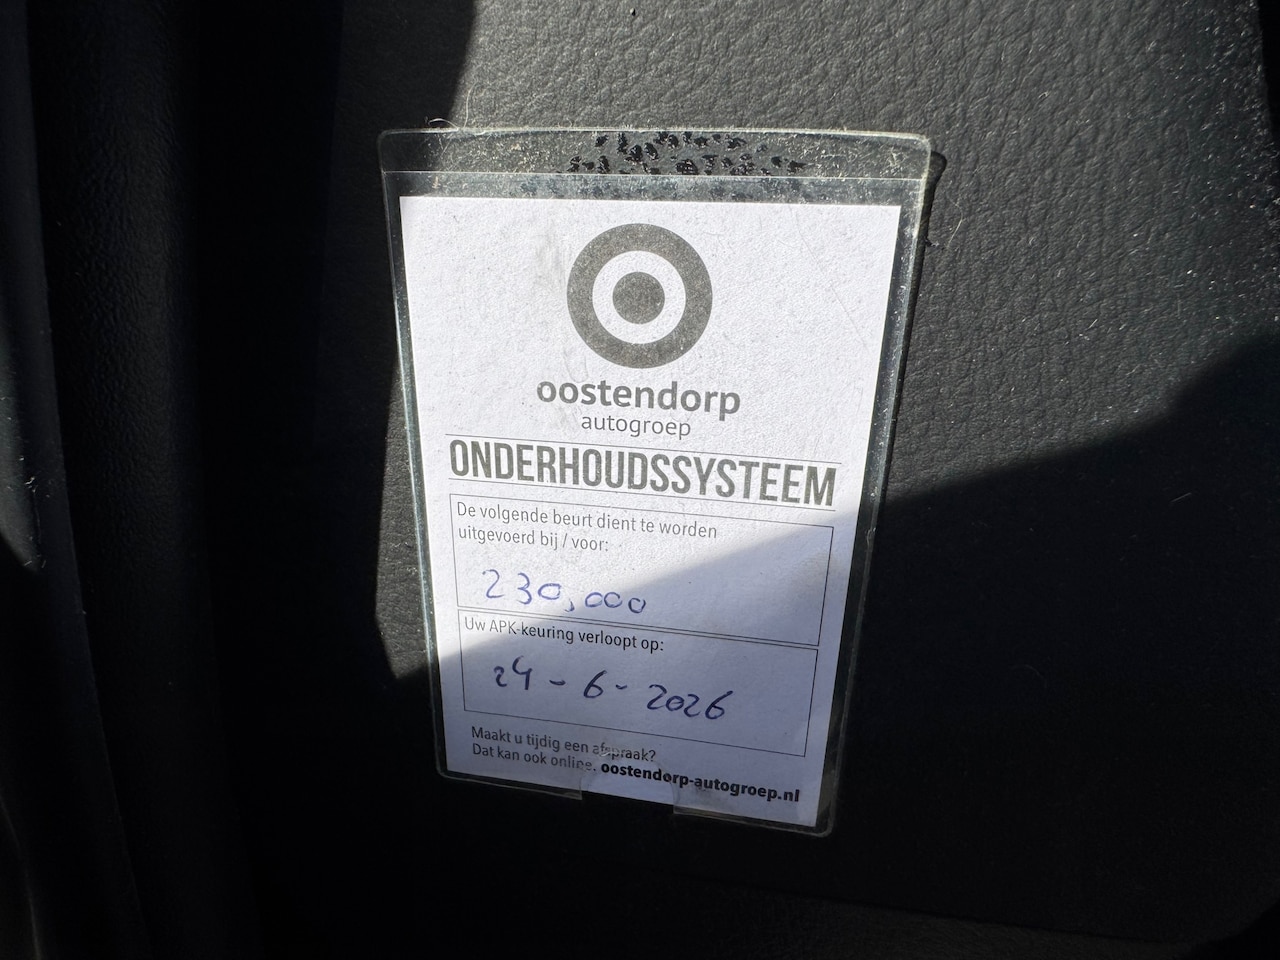 oostendorp
autogroep
ONDERHOUDSSYSTEEM
De volgende beurt dient te worden
uitgevoerd bij / voor:
230,000
Uw APK-keuring verloopt op:
24-6-2026
Maakt u tijdig een afspraak?
Dat kan ook online. oostendorp-autogroep.nl